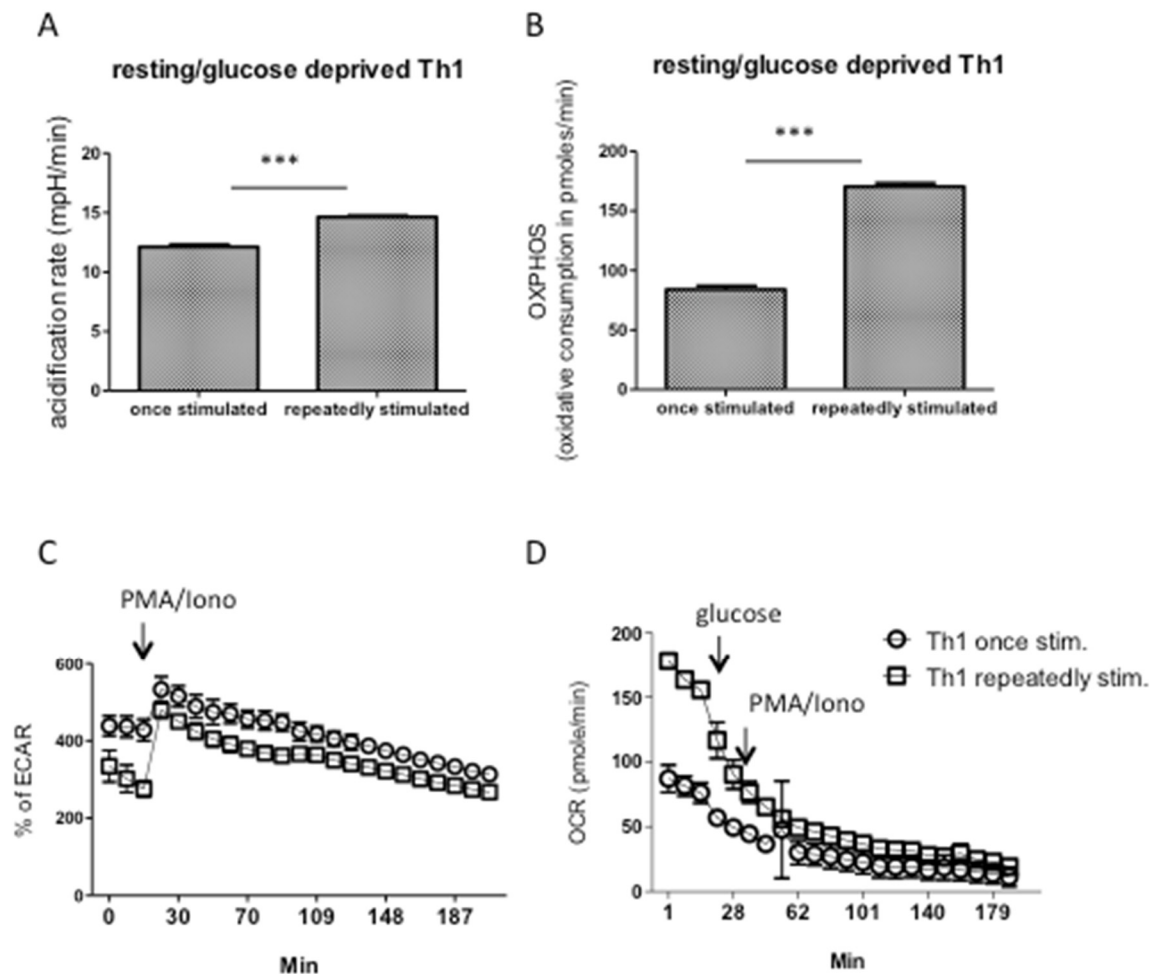 A
resting/glucose deprived Th1
acidification rate (mpH/min)
20
15
10
5
0
***
once stimulated
repeatedly stimulated
B
resting/glucose deprived Th1
OXPHOS
(oxidative consumption in pmoles/min)
200
150
100
50
0
***
once stimulated
repeatedly stimulated
C
PMA/Iono
% of ECAR
600
400
200
0
0 30 70 109 148 187
Min
D
glucose
PMA/Iono
Th1 once stim.
Th1 repeatedly stim.
OCR (pmole/min)
200
150
100
50
0
1 28 62 101 140 179
Min